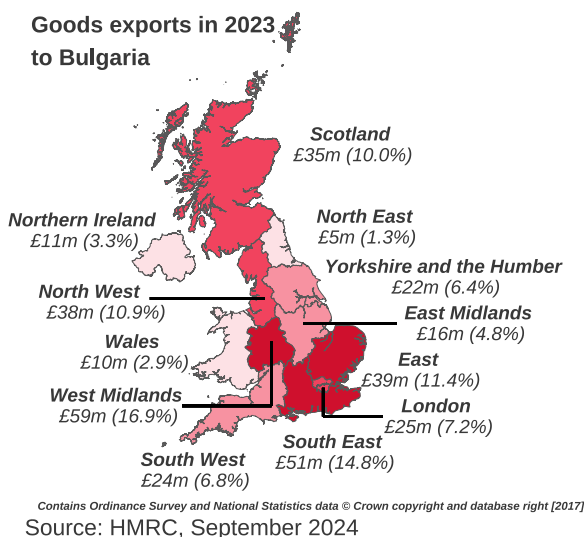 Goods exports in 2023
to Bulgaria
Scotland
£35m (10.0%)
Northern Ireland
£11m (3.3%)
North East
£5m (1.3%)
Yorkshire and the Humber
£22m (6.4%)
North West
£38m (10.9%)
East Midlands
£16m (4.8%)
Wales
£10m (2.9%)
East
£39m (11.4%)
West Midlands
£59m (16.9%)
London
£25m (7.2%)
South East
£51m (14.8%)
South West
£24m (6.8%)
Contains Ordinance Survey and National Statistics data © Crown copyright and database right [2017]
Source: HMRC, September 2024